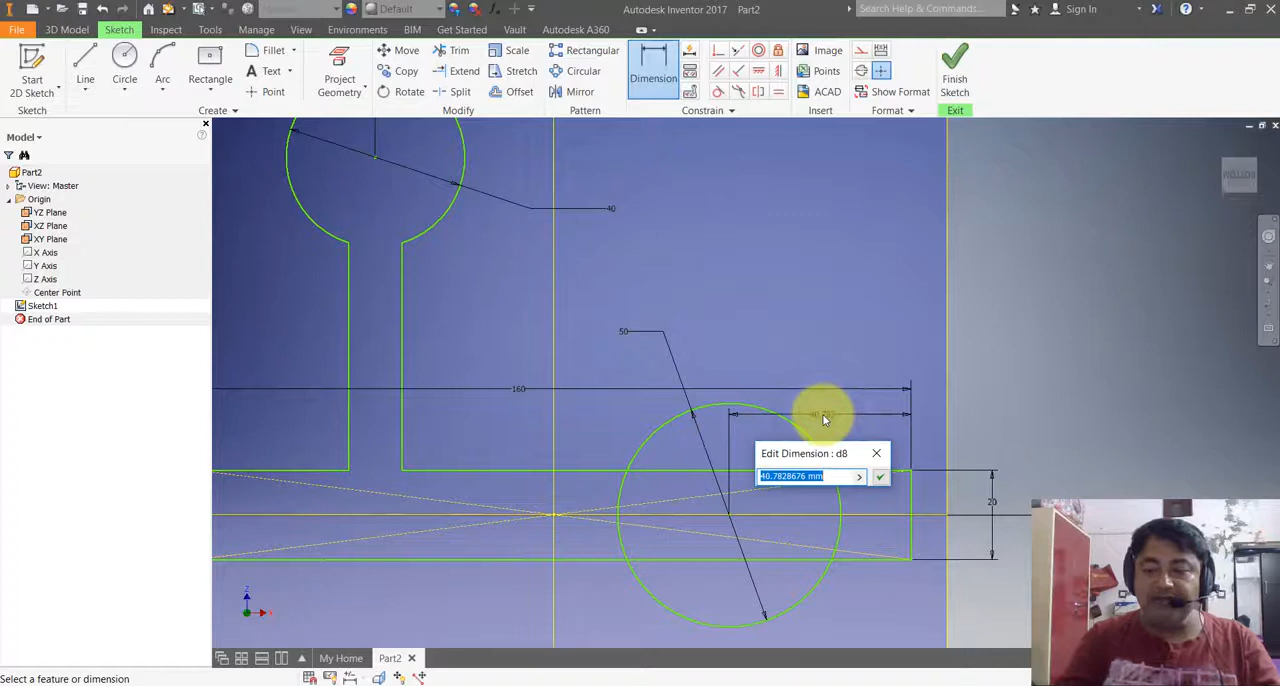 Default
Autodesk Inventor 2017 Part2
Search Help & Commands...
Sign In
File 3D Model Sketch Inspect Tools Manage View Environments BIM Get Started Vault Autodesk A360
Start 2D Sketch
Line
Circle
Arc
Rectangle
Fillet
Text
Point
Project Geometry
Move
Copy
Rotate
Trim
Extend
Split
Scale
Stretch
Offset
Rectangular
Circular
Mirror
Dimension
Image
Points
ACAD
Show Format
Finish Sketch
Sketch Create Modify Pattern Constrain Insert Format Exit
Model
Part2
View: Master
Origin
YZ Plane
XZ Plane
XY Plane
X Axis
Y Axis
Z Axis
Center Point
Sketch1
End of Part
BOTTOM
40
50
160
Edit Dimension : d8
40.7828676 mm
20
Z
X
My Home
Part2
Select a feature or dimension